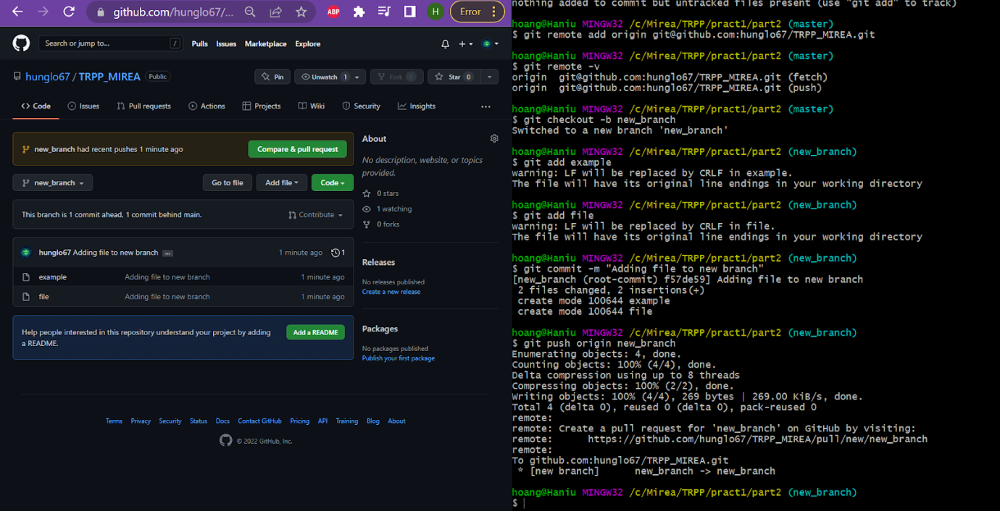 github.com/hunglo67/...
ABP
H
Error
Search or jump to...
/
Pulls
Issues
Marketplace
Explore
hunglo67 / TRPP_MIREA
Public
Pin
Unwatch 1
Fork 0
Star 0
<> Code
Issues
Pull requests
Actions
Projects
Wiki
Security
Insights
...
new_branch had recent pushes 1 minute ago
Compare & pull request
new_branch
Go to file
Add file
Code
This branch is 1 commit ahead, 1 commit behind main.
Contribute
hunglo67 Adding file to new branch ...
1 minute ago
1
example
Adding file to new branch
1 minute ago
file
Adding file to new branch
1 minute ago
Help people interested in this repository understand your project by adding
a README.
Add a README
About
No description, website, or topics
provided.
0 stars
1 watching
0 forks
Releases
No releases published
Create a new release
Packages
No packages published
Publish your first package
Terms
Privacy
Security
Status
Docs
Contact GitHub
Pricing
API
Training
Blog
About
© 2022 GitHub, Inc.
nothing added to commit but untracked files present (use "git add" to track)
hoang@Haniu MINGW32 /c/Mirea/TRPP/pract1/part2 (master)
$ git remote add origin git@github.com:hunglo67/TRPP_MIREA.git
hoang@Haniu MINGW32 /c/Mirea/TRPP/pract1/part2 (master)
$ git remote -v
origin  git@github.com:hunglo67/TRPP_MIREA.git (fetch)
origin  git@github.com:hunglo67/TRPP_MIREA.git (push)
hoang@Haniu MINGW32 /c/Mirea/TRPP/pract1/part2 (master)
$ git checkout -b new_branch
Switched to a new branch 'new_branch'
hoang@Haniu MINGW32 /c/Mirea/TRPP/pract1/part2 (new_branch)
$ git add example
warning: LF will be replaced by CRLF in example.
The file will have its original line endings in your working directory
hoang@Haniu MINGW32 /c/Mirea/TRPP/pract1/part2 (new_branch)
$ git add file
warning: LF will be replaced by CRLF in file.
The file will have its original line endings in your working directory
hoang@Haniu MINGW32 /c/Mirea/TRPP/pract1/part2 (new_branch)
$ git commit -m "Adding file to new branch"
[new_branch (root-commit) f57de59] Adding file to new branch
 2 files changed, 2 insertions(+)
 create mode 100644 example
 create mode 100644 file
hoang@Haniu MINGW32 /c/Mirea/TRPP/pract1/part2 (new_branch)
$ git push origin new_branch
Enumerating objects: 4, done.
Counting objects: 100% (4/4), done.
Delta compression using up to 8 threads
Compressing objects: 100% (2/2), done.
Writing objects: 100% (4/4), 269 bytes | 269.00 KiB/s, done.
Total 4 (delta 0), reused 0 (delta 0), pack-reused 0
remote:
remote: Create a pull request for 'new_branch' on GitHub by visiting:
remote:      https://github.com/hunglo67/TRPP_MIREA/pull/new/new_branch
remote:
To github.com:hunglo67/TRPP_MIREA.git
 * [new branch]      new_branch -> new_branch
hoang@Haniu MINGW32 /c/Mirea/TRPP/pract1/part2 (new_branch)
$